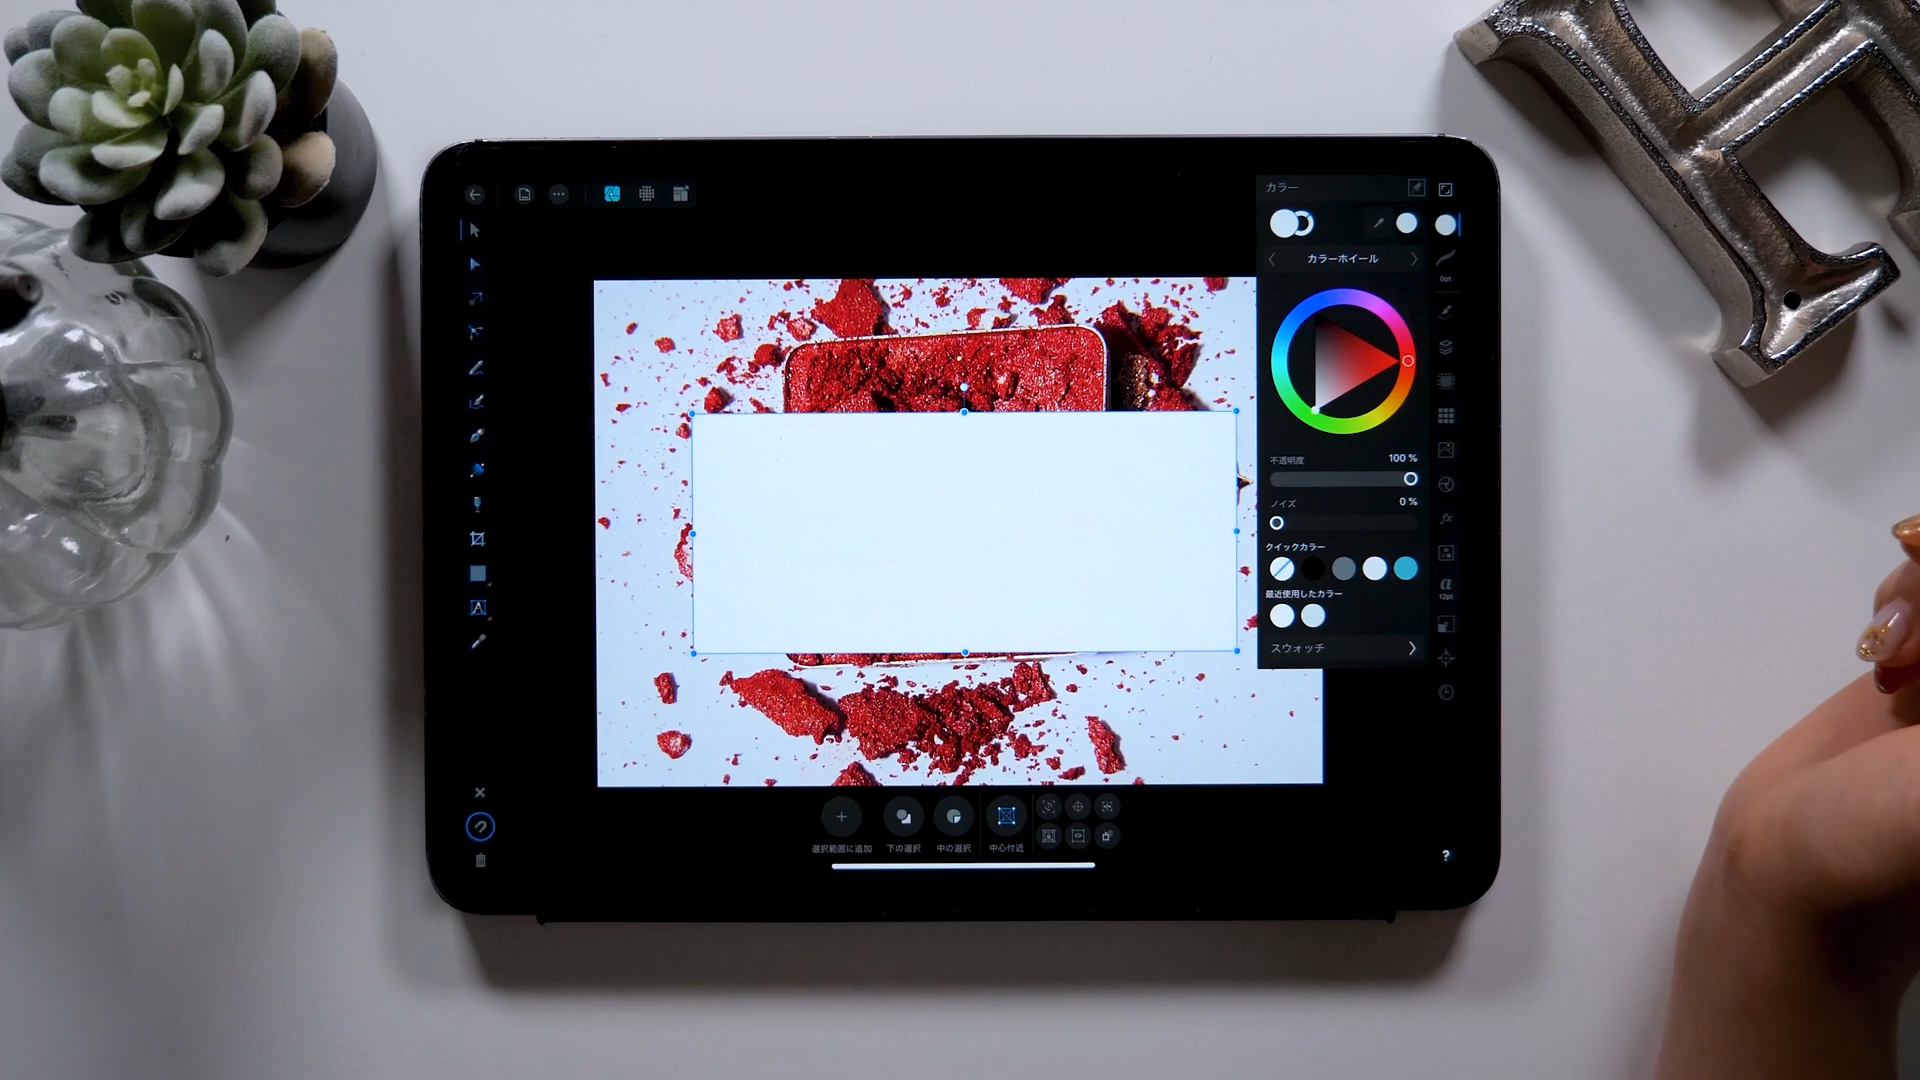 カラー
カラーホイール
0pt
不透明度 100 %
ノイズ 0 %
クイックカラー
fx
a
12pt
最近使用したカラー
スウォッチ
A
選択範囲に追加 下の選択 中の選択 中心付近
?